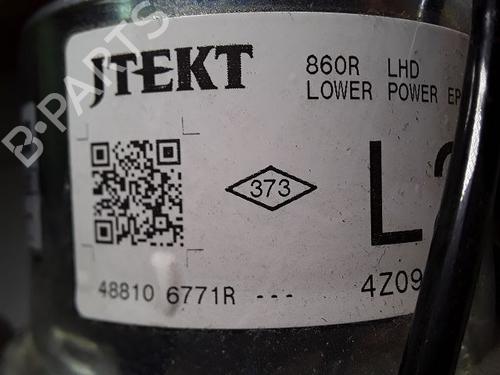 B-PARTS
JTEKT
860R LHD
LOWER POWER EP
373
L
48810 6771R ---
4Z09